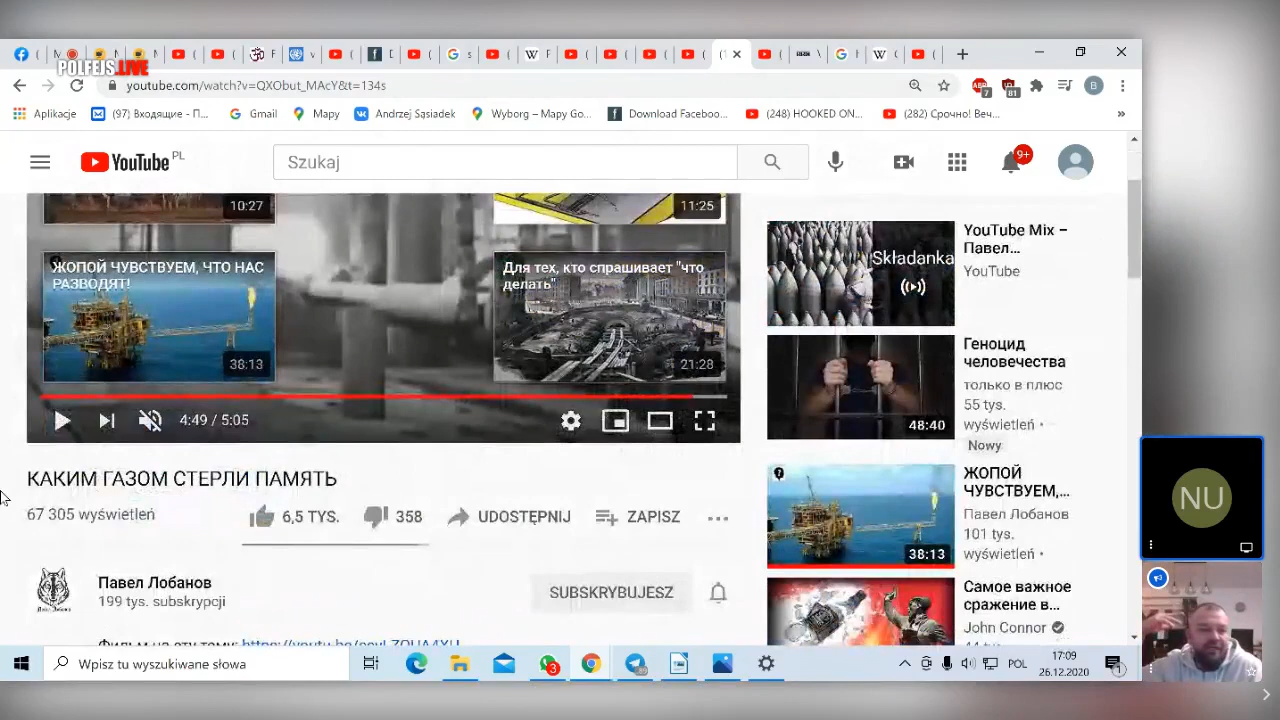 POLFEJS.LIVE
youtube.com/watch?v=QXObut_MAcY&t=134s
Aplikacje
(97) Входящие - П...
Gmail
Mapy
Andrzej Sąsiadek
Wyborg – Mapy Go...
Download Faceboo...
(248) HOOKED ON...
(282) Срочно! Веч...
YouTube PL
Szukaj
9+
10:27
11:25
ЖОПОЙ ЧУВСТВУЕМ, ЧТО НАС
РАЗВОДЯТ!
38:13
Для тех, кто спрашивает "что
делать"
21:28
4:49 / 5:05
КАКИМ ГАЗОМ СТЕРЛИ ПАМЯТЬ
67 305 wyświetleń
6,5 TYS.
358
UDOSTĘPNIJ
ZAPISZ
Павел Лобанов
199 tys. subskrypcji
SUBSKRYBUJESZ
Фильм на эту тему:
Składanka
YouTube Mix –
Павел...
YouTube
48:40
Геноцид
человечества
только в плюс
55 tys.
wyświetleń •
Nowy
38:13
ЖОПОЙ
ЧУВСТВУЕМ,...
Павел Лобанов
101 tys.
wyświetleń •
Самое важное
сражение в...
John Connor
NU
Wpisz tu wyszukiwane słowa
3
POL
17:09
26.12.2020